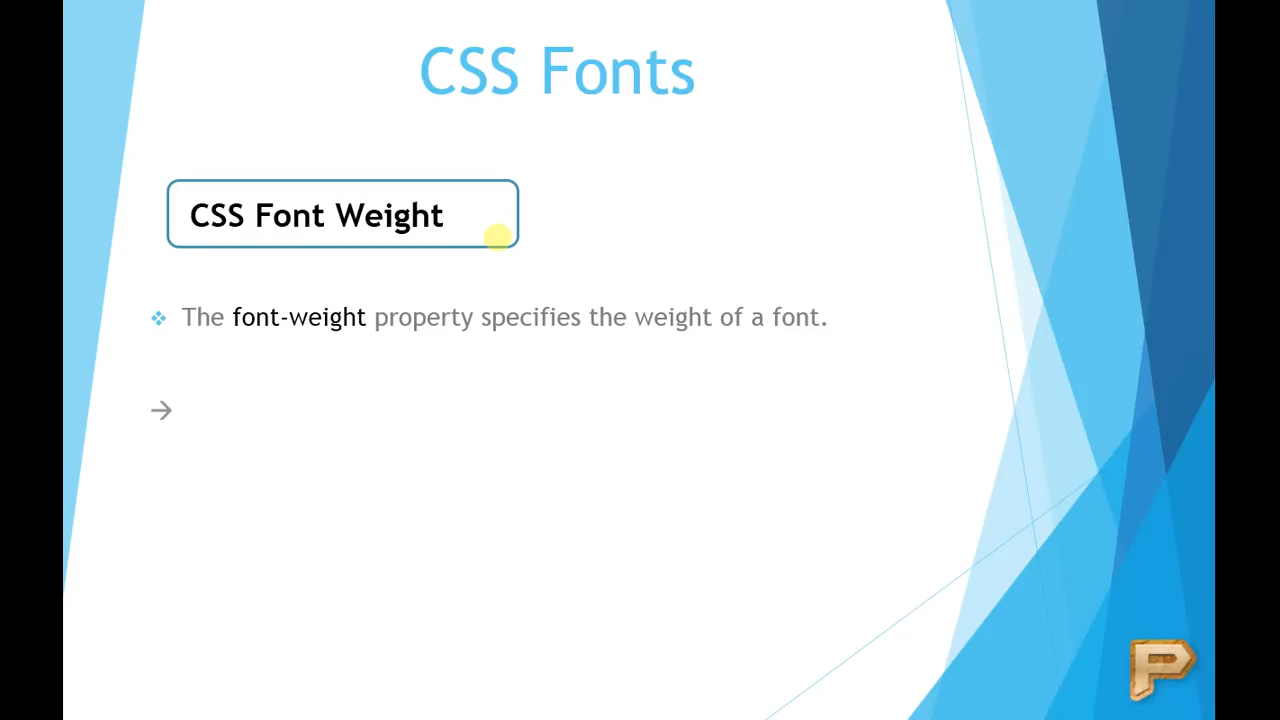 CSS Fonts
CSS Font Weight
❖ The font-weight property specifies the weight of a font.
→
P